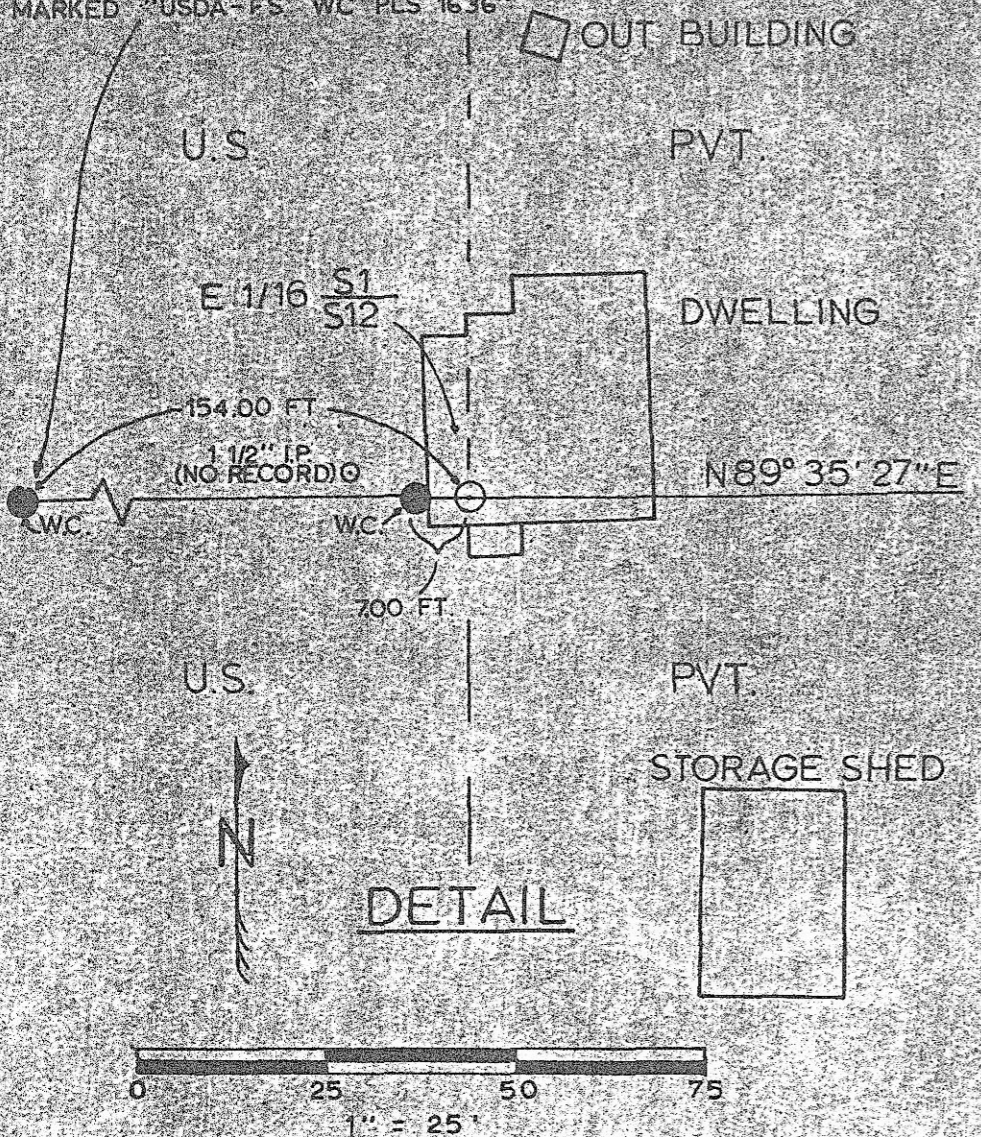 MARKED "USDA-FS WC PLS 1636"
OUT BUILDING
U.S.
PVT.
E 1/16 S1
S12
DWELLING
154.00 FT
1 1/2" I.P.
(NO RECORD)
N 89° 35' 27" E
W.C.
W.C.
7.00 FT.
U.S.
PVT.
STORAGE SHED
N
DETAIL
0 25 50 75
1" = 25'